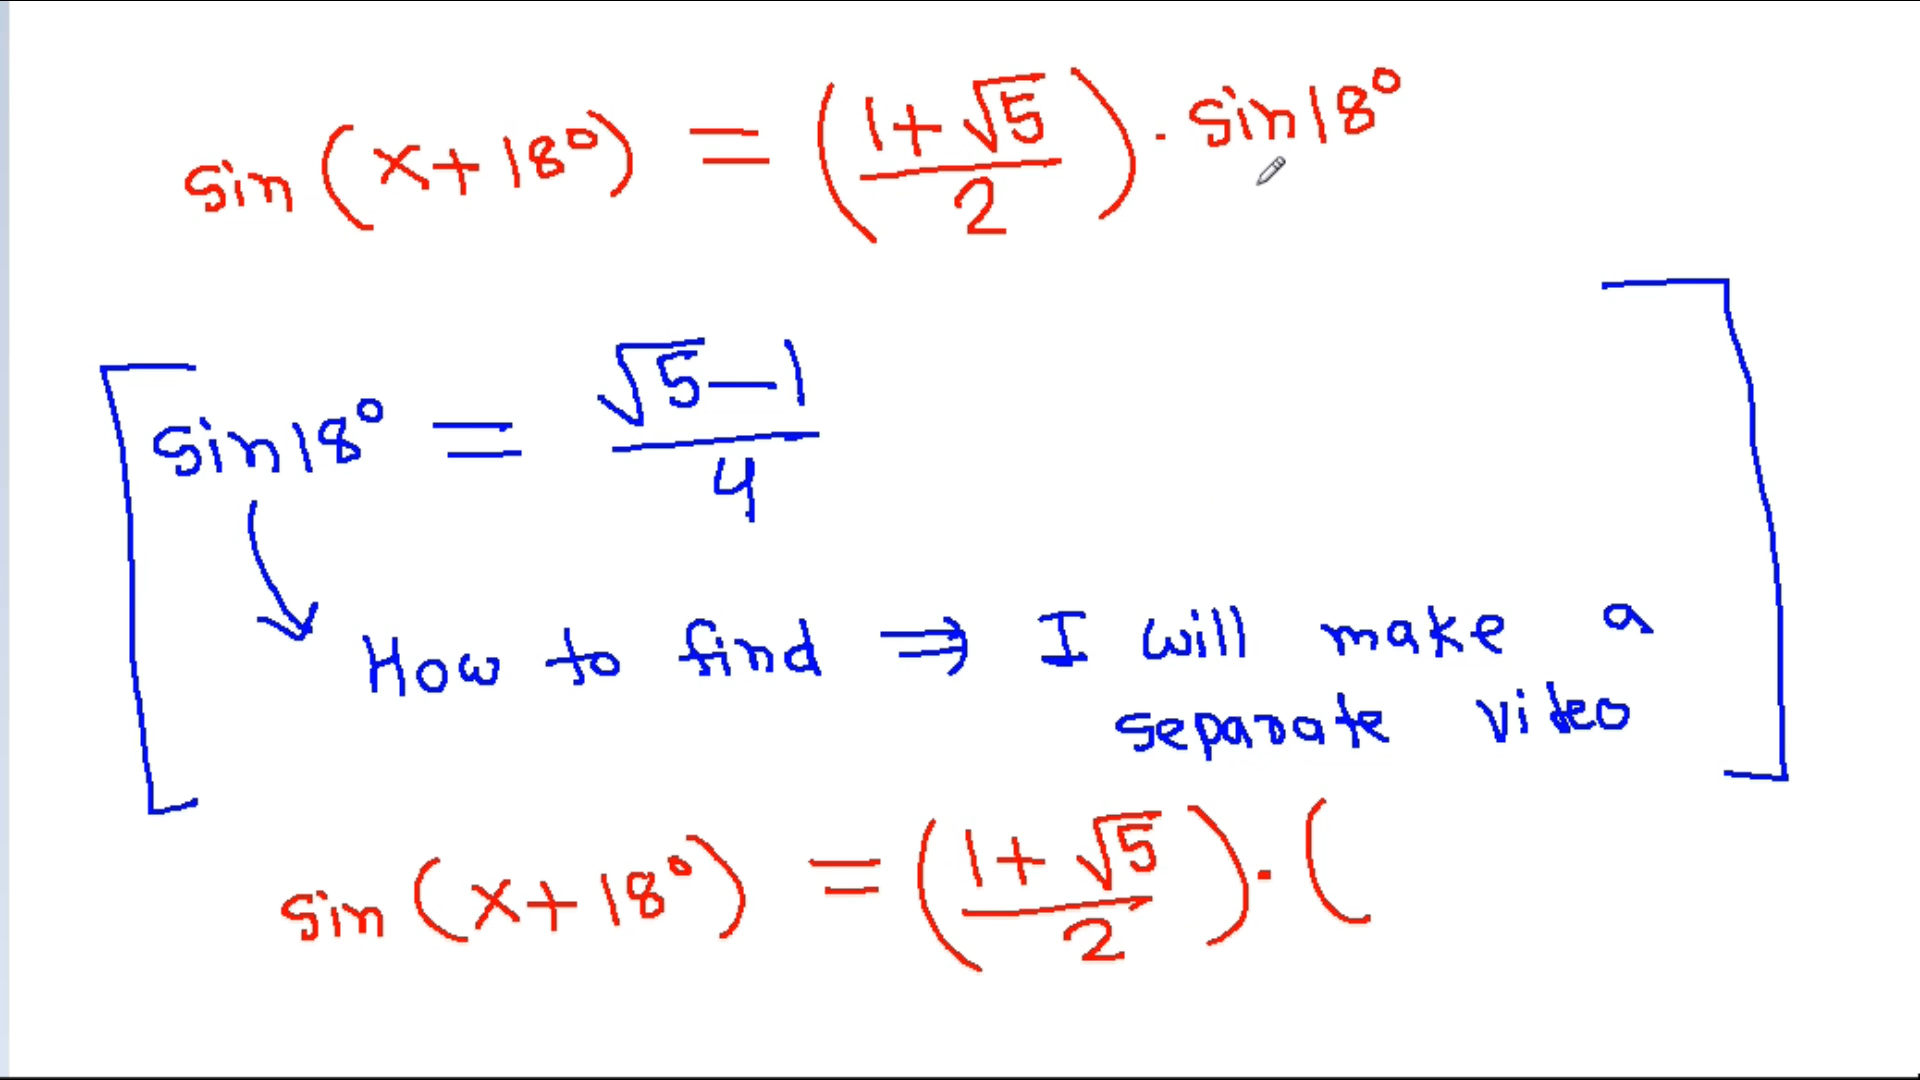 sin (x+18°) = (1+√5/2) · sin18°
sin18° = √5-1/4
How to find ⇒ I will make a
separate video
sin (x+18°) = (1+√5/2) · (